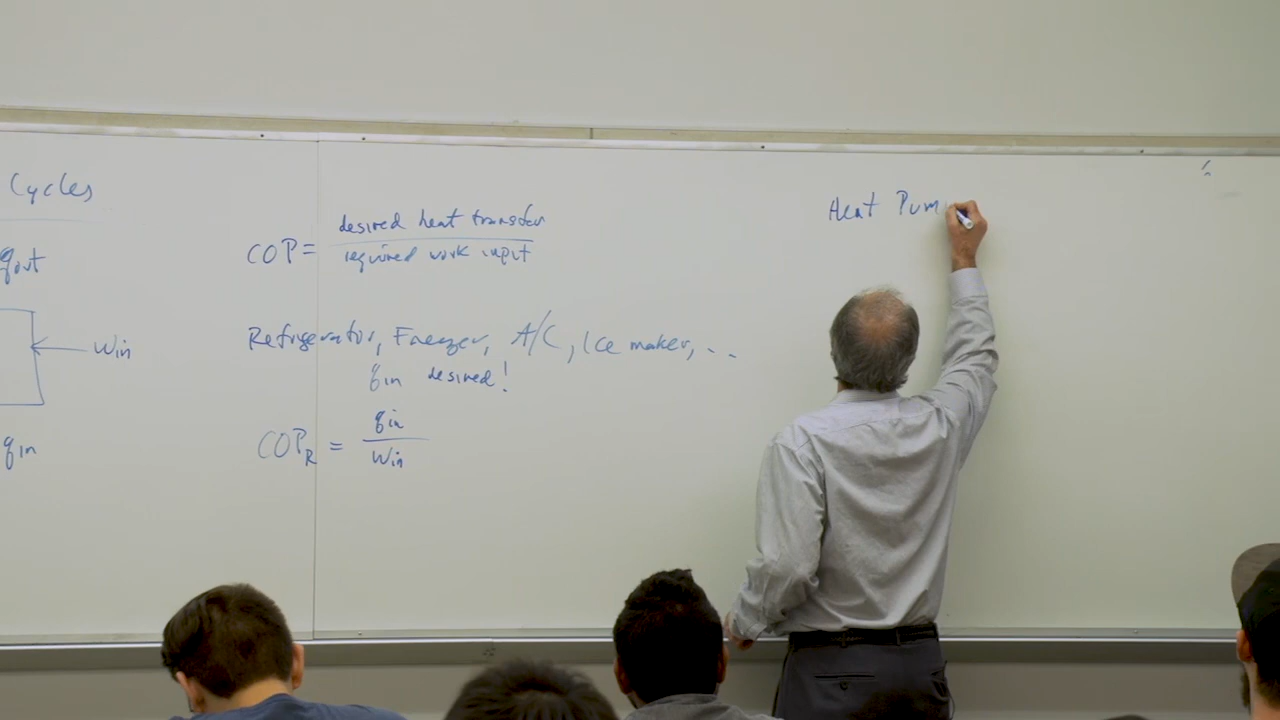 Cycles
qout
Win
qin
COP = desired heat transfer
required work input
Refrigerator, Freezer, A/C, Ice maker, ...
qin desired!
COPR = qin
Win
Heat Pum